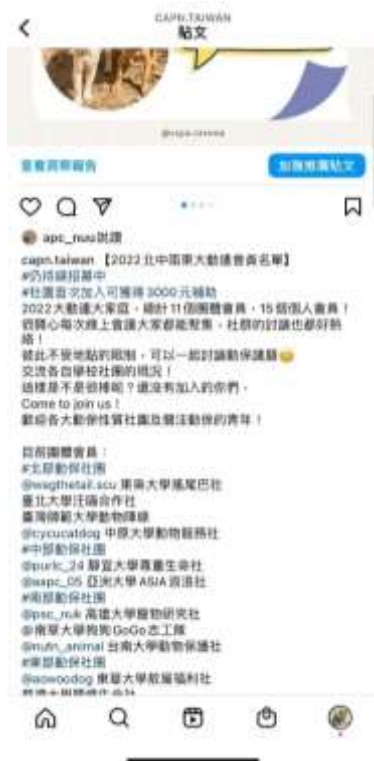 CAPN.TAIWAN
貼文
查看洞察報告
加強推廣貼文
apc_nuu說讚
capn.taiwan 【2022北中南東大動連會員名單】
#仍持續招募中
#社團首次加入可獲得3000元補助
2022大動連大家庭,總計11個團體會員,15個個人會員!
很開心每次線上會議大家都能聚集,社群的討論也都好熱
絡!
彼此不受地點的限制,可以一起討論動保議題
交流各自學校社團的現況!
這樣是不是很棒呢?還沒有加入的你們,
Come to join us!
歡迎各大動保性質社團及關注動保的青年!
目前團體會員:
#北部動保社團
@wagthetail.scu 東吳大學搖尾巴社
臺北大學汪喵合作社
臺灣師範大學動物陣線
@cycucatdog 中原大學動物服務社
#中部動保社團
@purlc_24 靜宜大學尊重生命社
@aapc_05 亞洲大學 ASIA 浪浪社
#南部動保社團
@psc_nuk 高雄大學寵物研究社
@南華大學狗狗GoGo志工隊
@nutn_animal 台南大學動物保護社
#東部動保社團
@aowoodog 東華大學